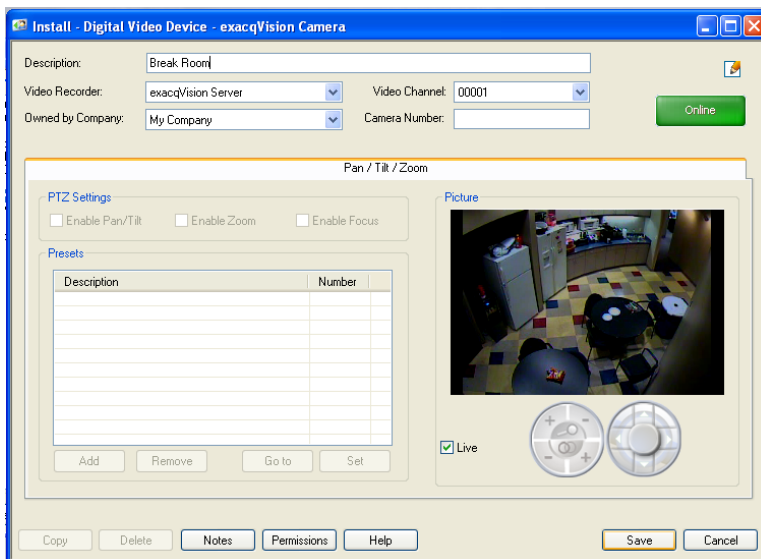 Install - Digital Video Device - exacqVision Camera
Description: Break Room
Video Recorder: exacqVision Server Video Channel: 00001
Owned by Company: My Company Camera Number:
Online
Pan / Tilt / Zoom
PTZ Settings
Enable Pan/Tilt Enable Zoom Enable Focus
Presets
Description Number
Add Remove Go to Set
Picture
Live
Copy Delete Notes Permissions Help Save Cancel